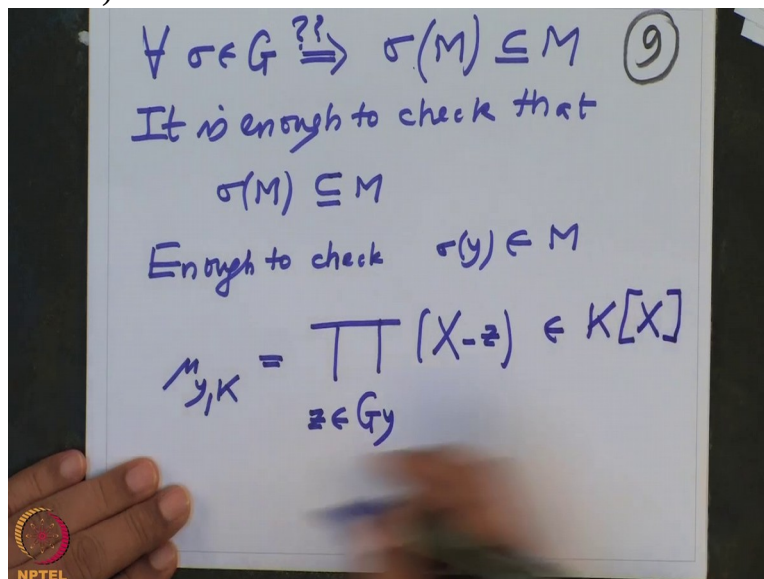 ∀ σ∈G ??⟹ σ(M) ⊆ M
9
It is enough to check that
σ(M) ⊆ M
Enough to check σ(y) ∈ M
μ_{y,K} = ∏_{z∈Gy} (X-z) ∈ K[X]
NPTEL